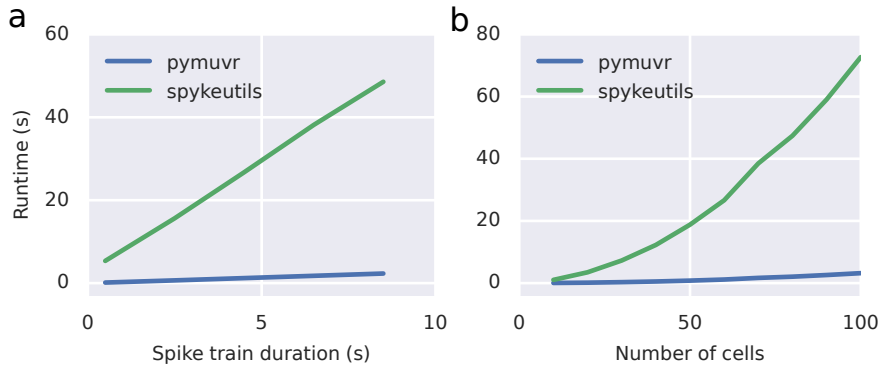 a
60
40
20
0
Runtime (s)
pymuvr
spykeutils
0 5 10
Spike train duration (s)
b
80
60
40
20
0
pymuvr
spykeutils
0 50 100
Number of cells